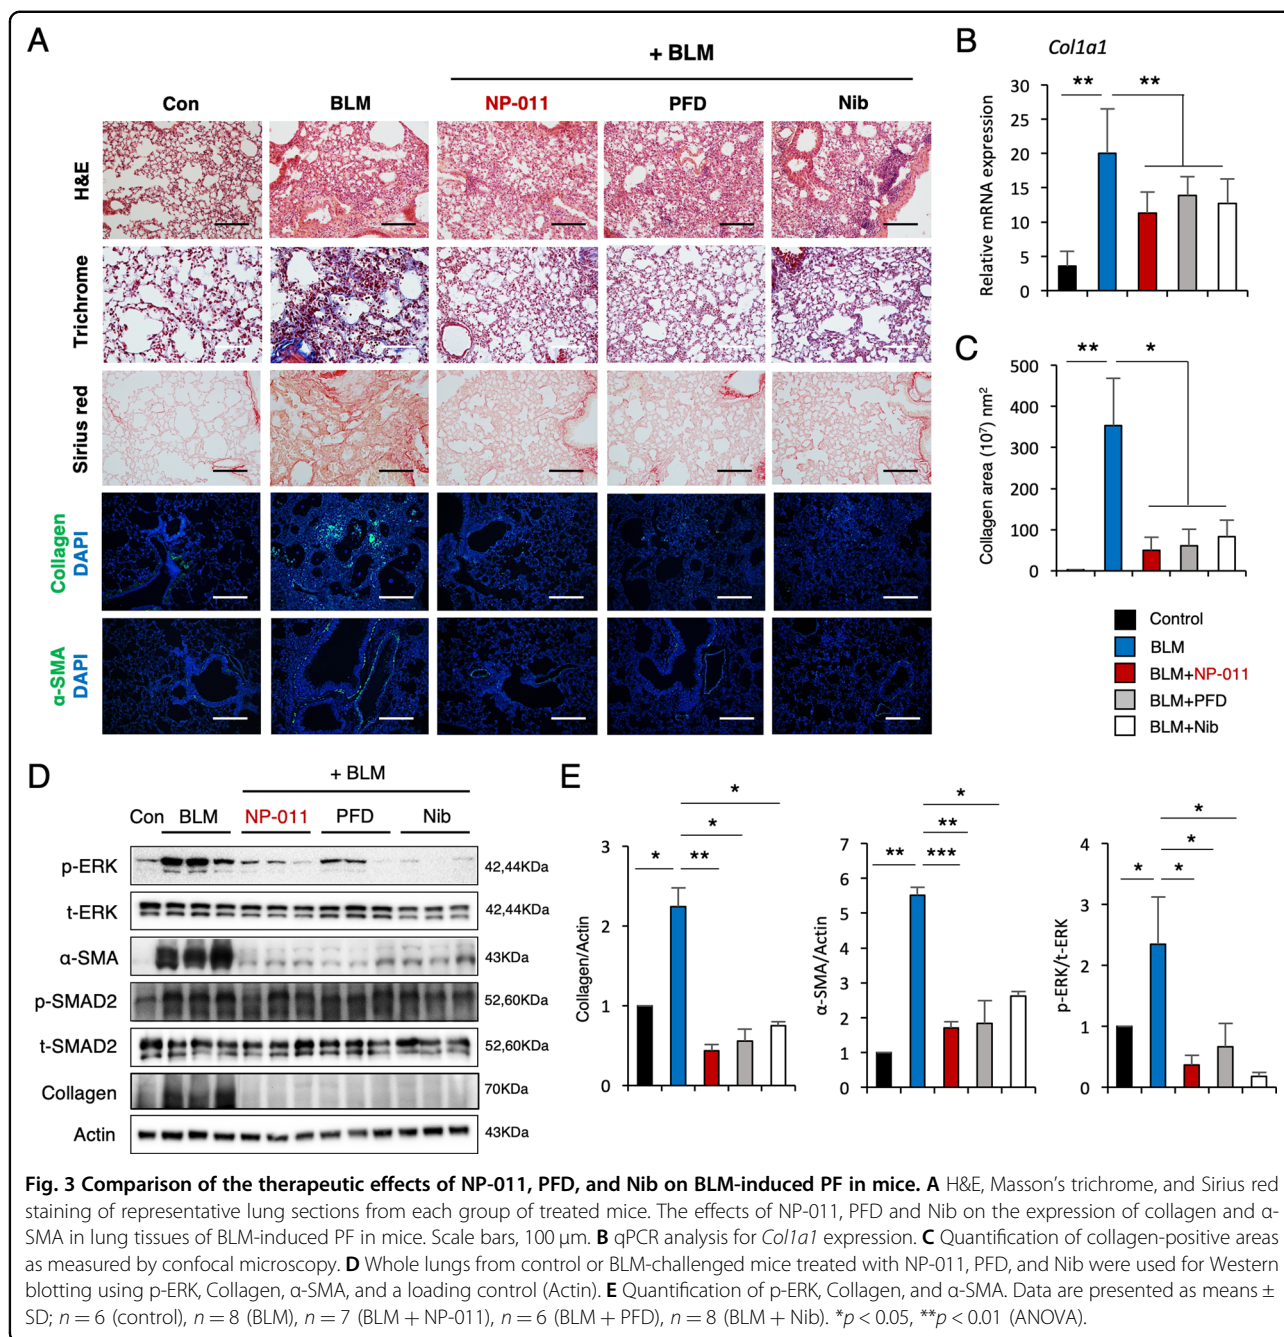 A
+ BLM
Con BLM NP-011 PFD Nib
H&E
Trichrome
Sirius red
Collagen
DAPI
α-SMA
DAPI
B
Col1a1
** **
Relative mRNA expression
30
25
20
15
10
5
0
C
** *
Collagen area (10⁷) nm²
500
400
300
200
100
0
Control
BLM
BLM+NP-011
BLM+PFD
BLM+Nib
D
+ BLM
Con BLM NP-011 PFD Nib
p-ERK 42,44KDa
t-ERK 42,44KDa
α-SMA 43KDa
p-SMAD2 52,60KDa
t-SMAD2 52,60KDa
Collagen 70KDa
Actin 43KDa
E
*
*
* **
Collagen/Actin
3
2
1
0
*
**
** ***
α-SMA/Actin
7
6
5
4
3
2
1
0
*
*
* *
p-ERK/t-ERK
4
3
2
1
0
Fig. 3 Comparison of the therapeutic effects of NP-011, PFD, and Nib on BLM-induced PF in mice. A H&E, Masson's trichrome, and Sirius red
staining of representative lung sections from each group of treated mice. The effects of NP-011, PFD and Nib on the expression of collagen and α-
SMA in lung tissues of BLM-induced PF in mice. Scale bars, 100 μm. B qPCR analysis for Col1a1 expression. C Quantification of collagen-positive areas
as measured by confocal microscopy. D Whole lungs from control or BLM-challenged mice treated with NP-011, PFD, and Nib were used for Western
blotting using p-ERK, Collagen, α-SMA, and a loading control (Actin). E Quantification of p-ERK, Collagen, and α-SMA. Data are presented as means ±
SD; n = 6 (control), n = 8 (BLM), n = 7 (BLM + NP-011), n = 6 (BLM + PFD), n = 8 (BLM + Nib). *p < 0.05, **p < 0.01 (ANOVA).